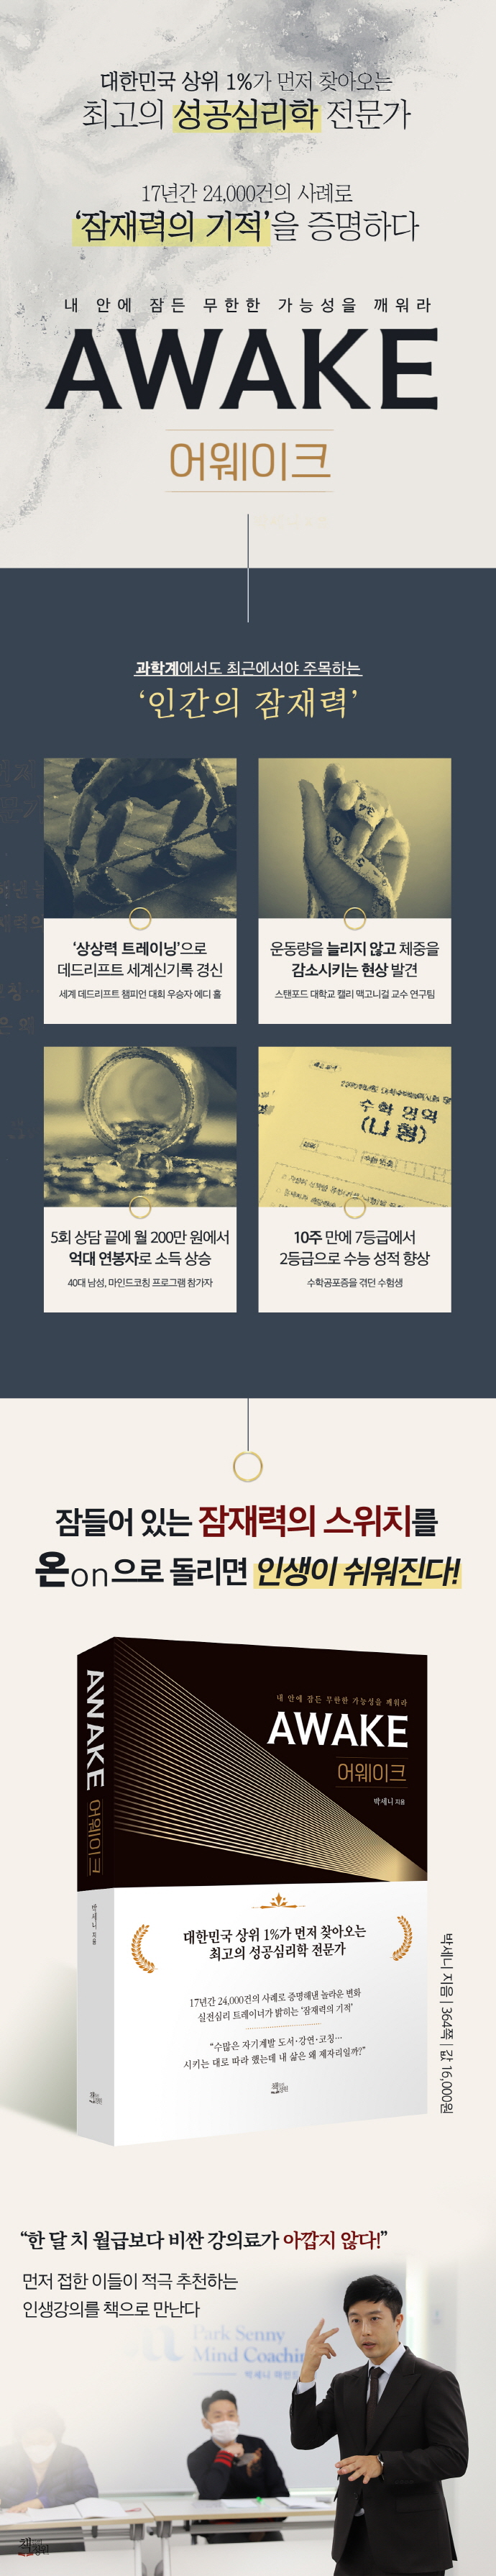 대한민국 상위 1%가 먼저 찾아오는
최고의 성공심리학 전문가
17년간 24,000건의 사례로
‘잠재력의 기적’을 증명하다
내 안에 잠든 무한한 가능성을 깨워라
AWAKE
어웨이크
과학계에서도 최근에서야 주목하는
‘인간의 잠재력’
‘상상력 트레이닝’으로
데드리프트 세계신기록 경신
세계 데드리프트 챔피언 대회 우승자 에디 홀
운동량을 늘리지 않고 체중을
감소시키는 현상 발견
스탠포드 대학교 캘리 맥고니걸 교수 연구팀
수학 영역
(나 형)
5회 상담 끝에 월 200만 원에서
억대 연봉자로 소득 상승
40대 남성, 마인드코칭 프로그램 참가자
10주 만에 7등급에서
2등급으로 수능 성적 향상
수학공포증을 겪던 수험생
잠들어 있는 잠재력의 스위치를
온on으로 돌리면 인생이 쉬워진다!
AWAKE 어웨이크
박세니 지음
내 안에 잠든 무한한 가능성을 깨워라
AWAKE
어웨이크
박세니 지음
대한민국 상위 1%가 먼저 찾아오는
최고의 성공심리학 전문가
17년간 24,000건의 사례로 증명해낸 놀라운 변화
실전심리 트레이너가 밝히는 ‘잠재력의 기적’
“수많은 자기계발 도서·강연·코칭…
시키는 대로 따라 했는데 내 삶은 왜 제자리일까?”
박세니 지음 | 364쪽 | 값 16,000원
“한 달 치 월급보다 비싼 강의료가 아깝지 않다!”
먼저 접한 이들이 적극 추천하는
인생강의를 책으로 만난다
Park Senny
Mind Coachin
박세니 마인드